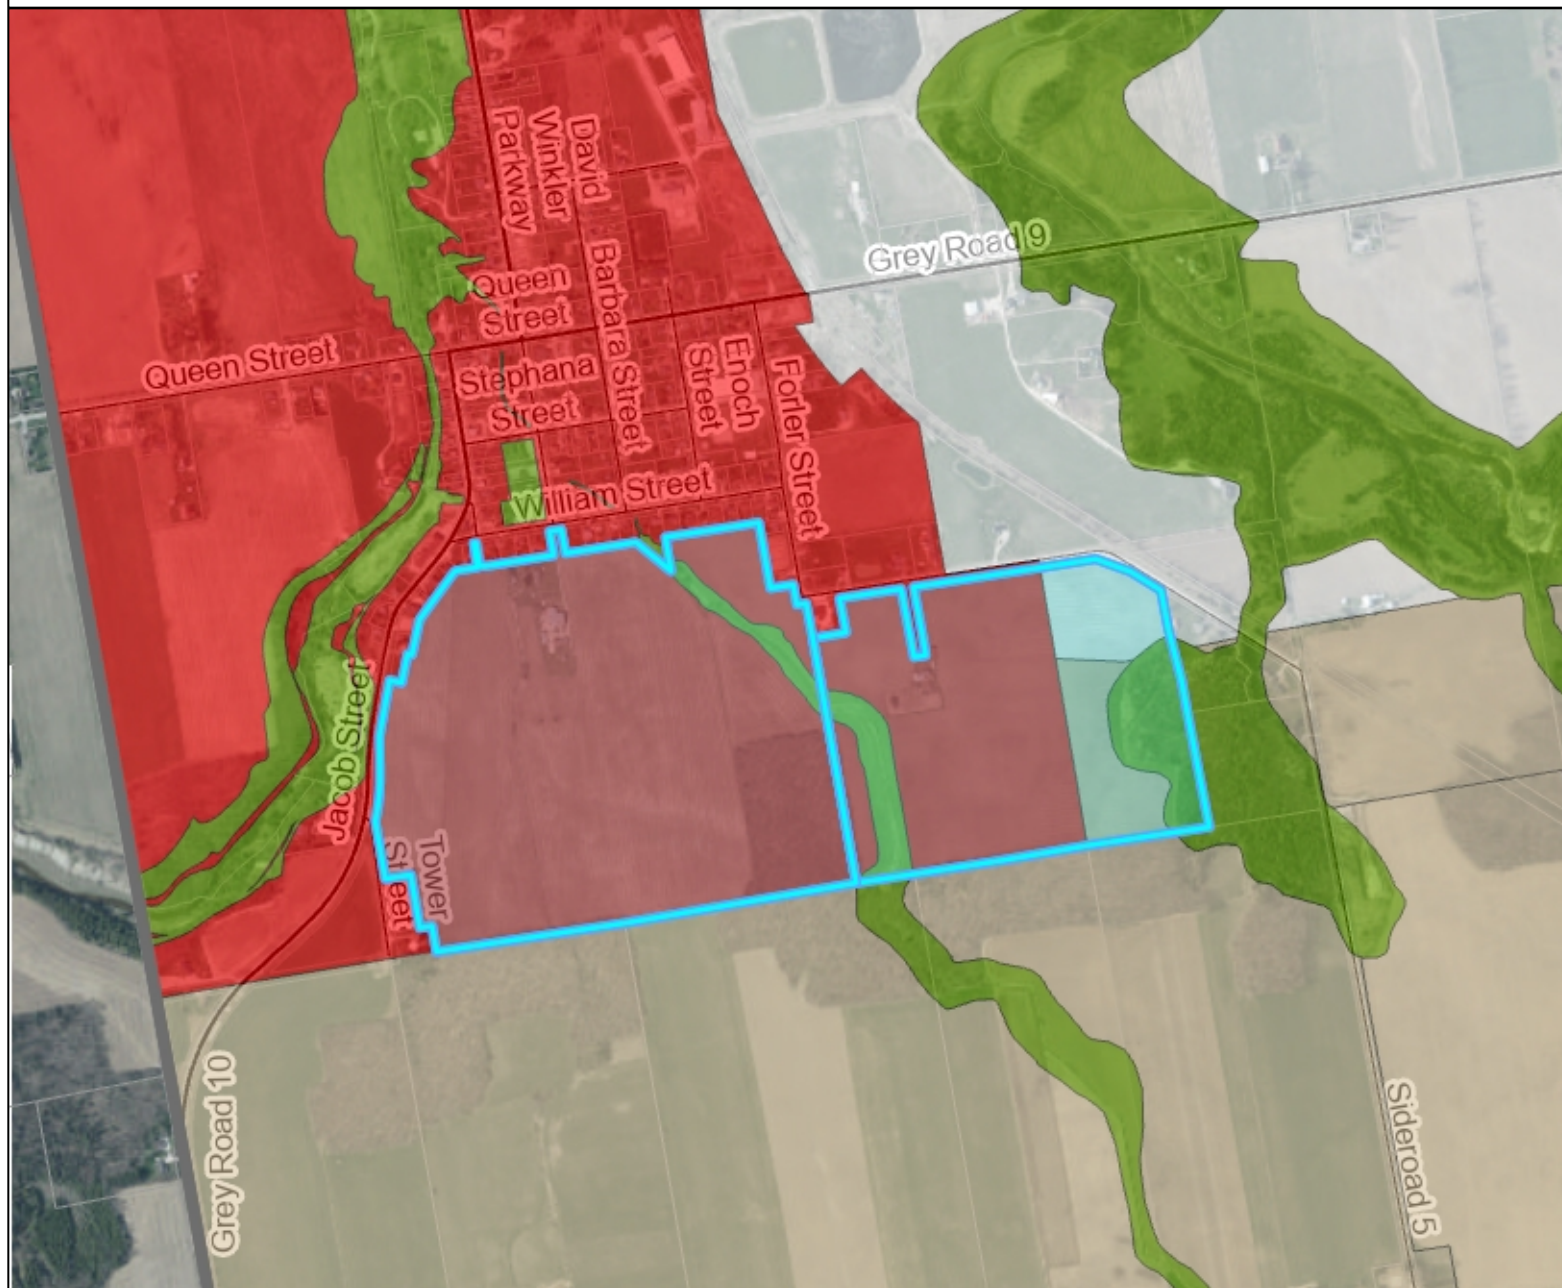 David
Winkler
Parkway
Grey Road 9
Queen
Street
Barbara Street
Queen Street
Stephana
Street
Enoch
Street
Forler Street
William Street
Jacob Street
Tower
Street
Grey Road 10
Sideroad 5